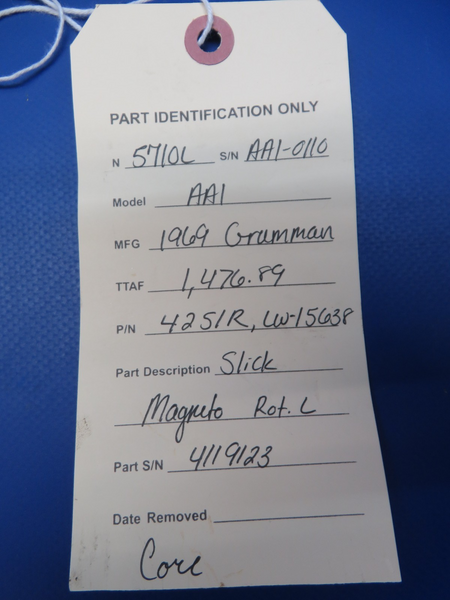 PART IDENTIFICATION ONLY
N 5710L S/N AA1-0110
Model AA1
MFG 1969 Grumman
TTAF 1,476.89
P/N 4251R, LW-15638
Part Description Slick
Magneto Rot. L
Part S/N 4119123
Date Removed
Core